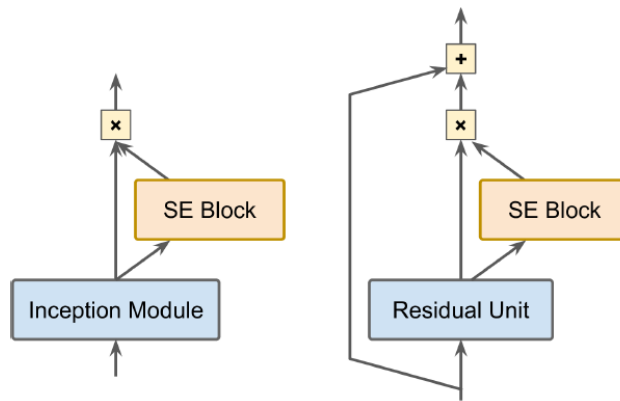 +
×
×
SE Block
SE Block
Inception Module
Residual Unit